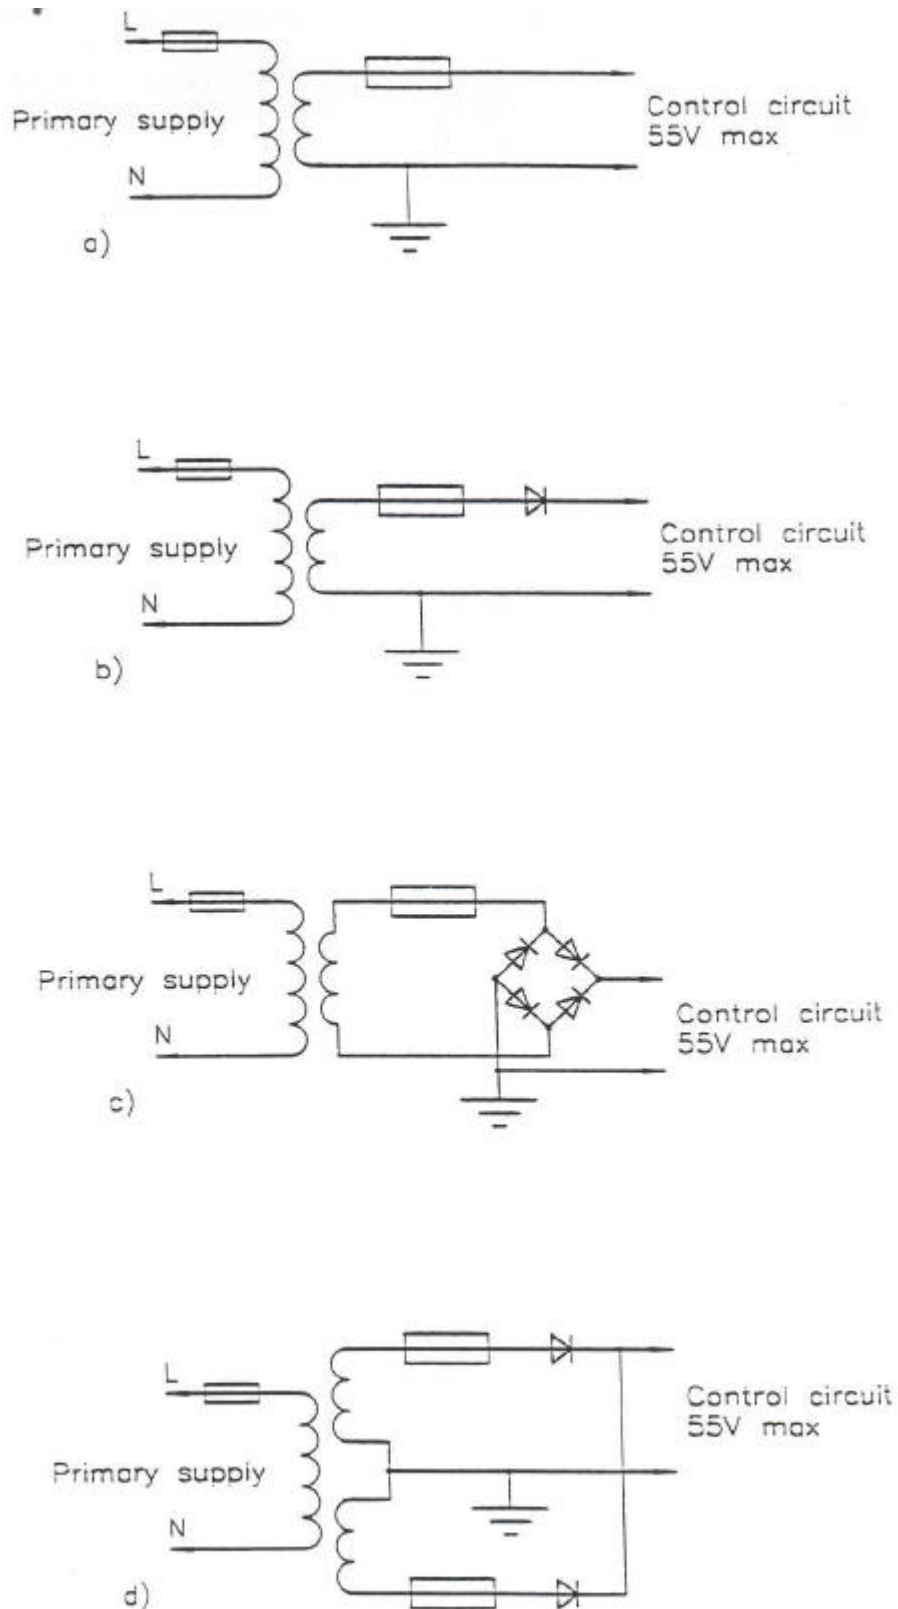 L
Primary supply
Control circuit
55V max
N
a)
L
Primary supply
Control circuit
55V max
N
b)
L
Primary supply
Control circuit
55V max
N
c)
L
Control circuit
55V max
Primary supply
N
d)